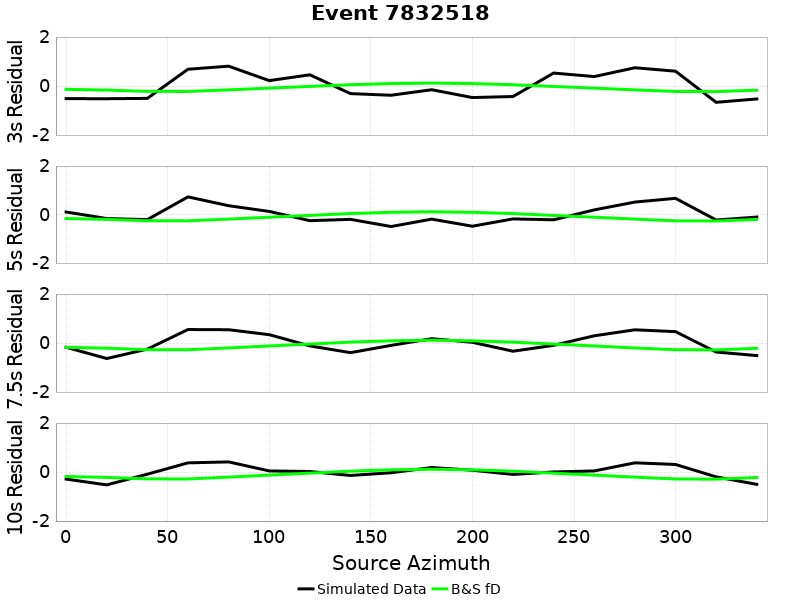 Event 7832518
3s Residual
2
0
-2
5s Residual
2
0
-2
7.5s Residual
2
0
-2
10s Residual
2
0
-2
0 50 100 150 200 250 300
Source Azimuth
Simulated Data B&S fD